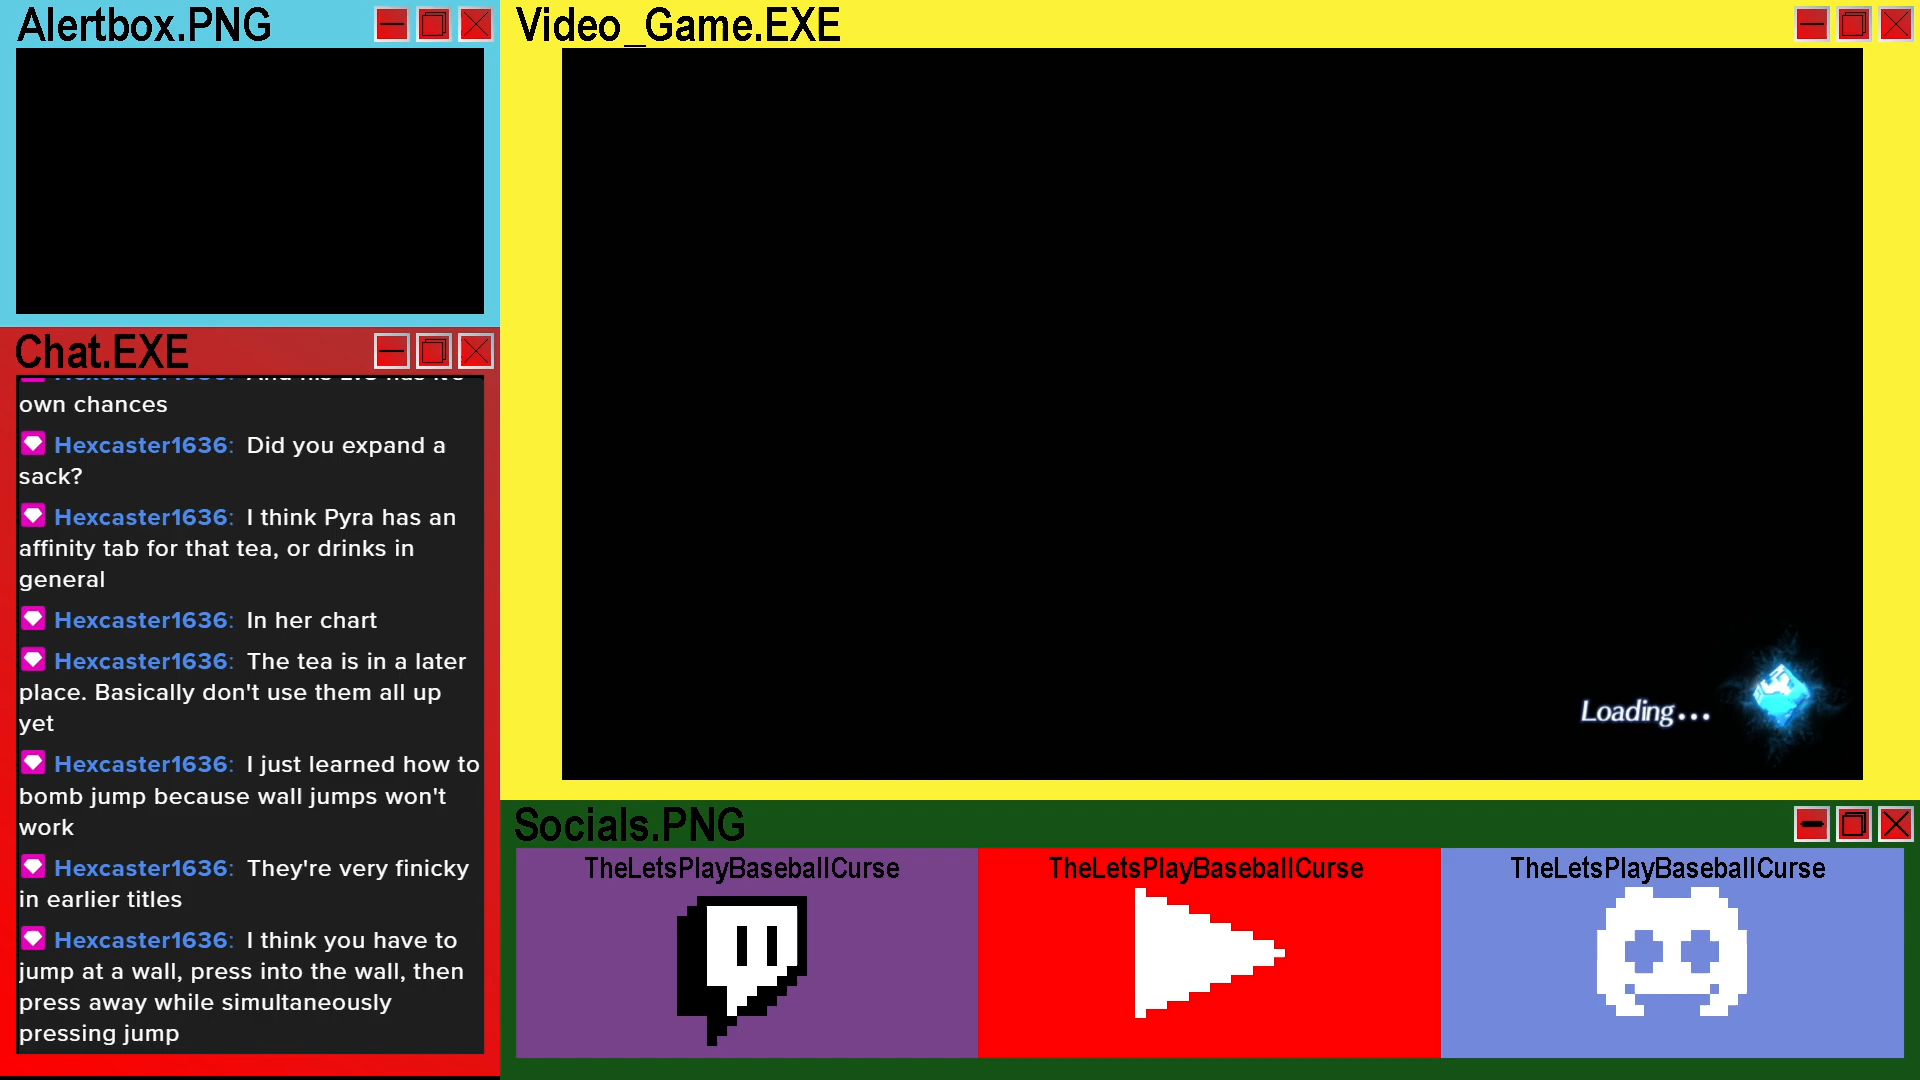 Alertbox.PNG
Video_Game.EXE
Chat.EXE
own chances
Hexcaster1636: Did you expand a
sack?
Hexcaster1636: I think Pyra has an
affinity tab for that tea, or drinks in
general
Hexcaster1636: In her chart
Hexcaster1636: The tea is in a later
place. Basically don't use them all up
yet
Hexcaster1636: I just learned how to
bomb jump because wall jumps won't
work
Hexcaster1636: They're very finicky
in earlier titles
Hexcaster1636: I think you have to
jump at a wall, press into the wall, then
press away while simultaneously
pressing jump
Loading...
Socials.PNG
TheLetsPlayBaseballCurse
TheLetsPlayBaseballCurse
TheLetsPlayBaseballCurse